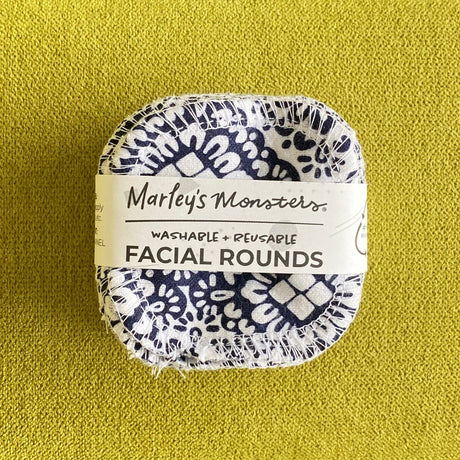 Marley's Monsters®
WASHABLE + REUSABLE
FACIAL ROUNDS